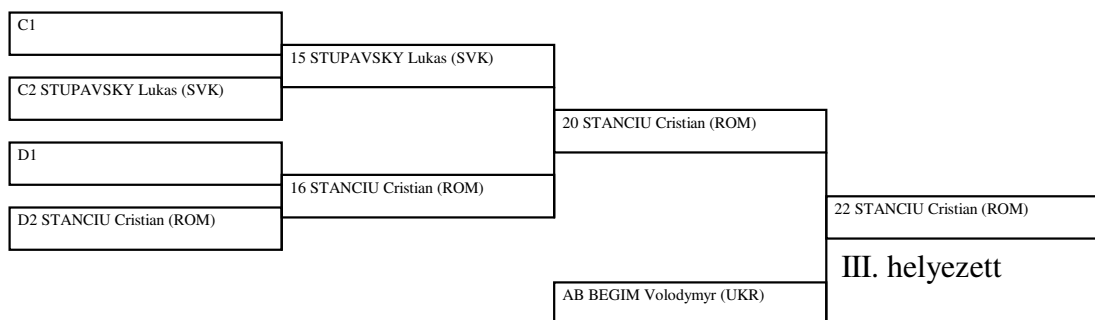 C1
15 STUPAVSKY Lukas (SVK)
C2 STUPAVSKY Lukas (SVK)
20 STANCIU Cristian (ROM)
D1
16 STANCIU Cristian (ROM)
D2 STANCIU Cristian (ROM)
22 STANCIU Cristian (ROM)
III. helyezett
AB BEGIM Volodymyr (UKR)